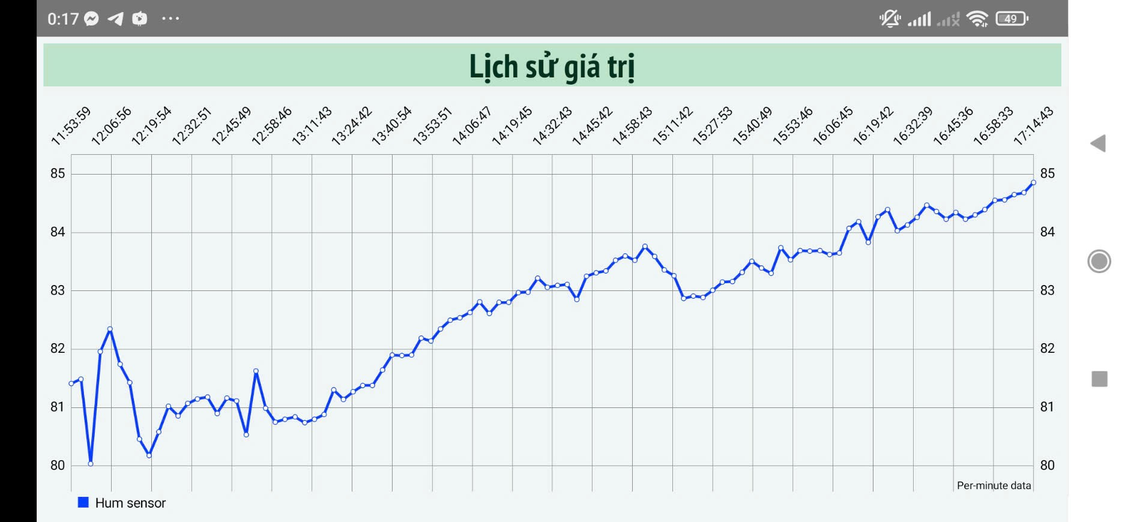 0:17
49
Lịch sử giá trị
11:53:59 12:06:56 12:19:54 12:32:51 12:45:49 12:58:46 13:11:43 13:24:42 13:40:54 13:53:51 14:06:47 14:19:45 14:32:43 14:45:42 14:58:43 15:11:42 15:27:53 15:40:49 15:53:46 16:06:45 16:19:42 16:32:39 16:45:36 16:58:33 17:14:43
85 85
84 84
83 83
82 82
81 81
80 80
Per-minute data
Hum sensor